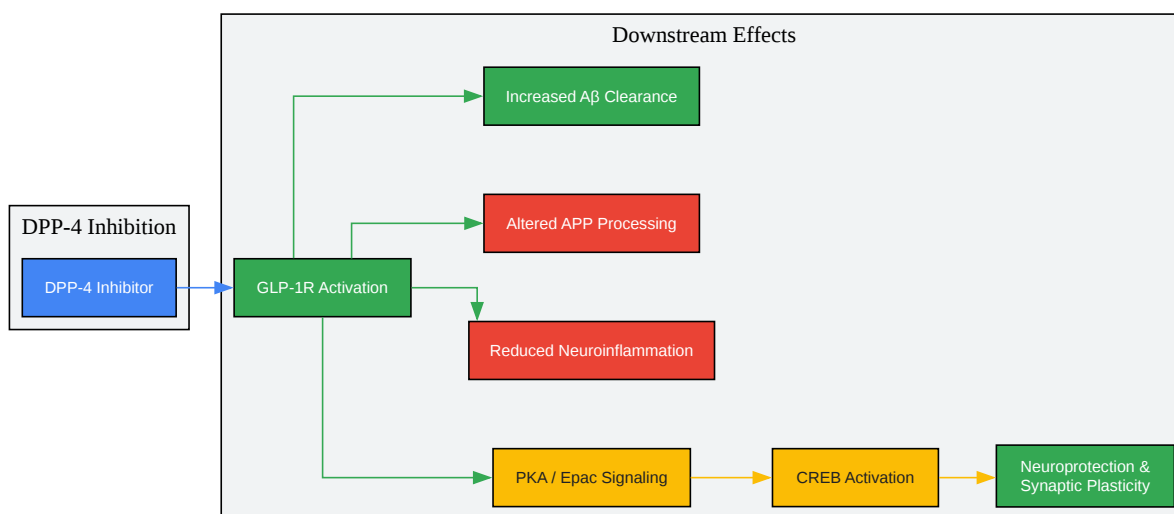 Downstream Effects
Increased Aβ Clearance
Altered APP Processing
DPP-4 Inhibition
DPP-4 Inhibitor
GLP-1R Activation
Reduced Neuroinflammation
PKA / Epac Signaling
CREB Activation
Neuroprotection &
Synaptic Plasticity